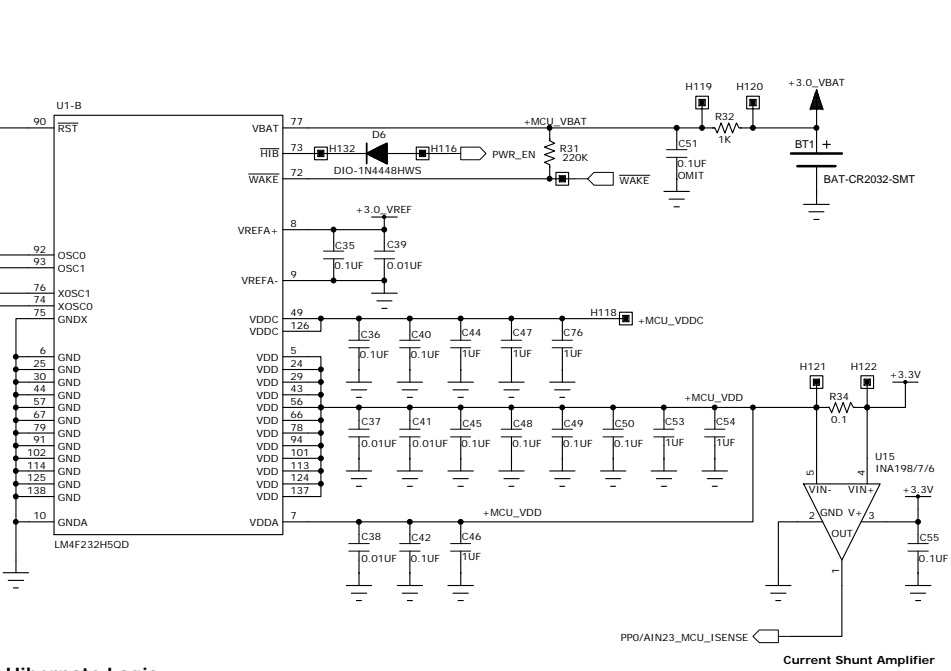 H119 H120 +3.0_VBAT
U1-B
90 RST VBAT 77 +MCU_VBAT R32 1K
D6
HIB 73 H132 H116 PWR_EN R31 220K C51 0.1UF OMIT BT1 +
DIO-1N4448HWS
WAKE 72 WAKE BAT-CR2032-SMT
+3.0_VREF
VREFA+ 8
C35 0.1UF C39 0.01UF
92 OSC0
93 OSC1
VREFA- 9
76 X0SC1
74 XOSC0
75 GNDX VDDC 49 H118 +MCU_VDDC
VDDC 126
C36 0.1UF C40 0.1UF C44 1UF C47 1UF C76 1UF
6 GND VDD 5
25 GND VDD 24
30 GND VDD 29
44 GND VDD 43
57 GND VDD 56
67 GND VDD 66
79 GND VDD 78
91 GND VDD 94
102 GND VDD 101
114 GND VDD 113
125 GND VDD 124
138 GND VDD 137
H121 H122 +3.3V
+MCU_VDD R34 0.1
C37 0.01UF C41 0.01UF C45 0.1UF C48 0.1UF C49 0.1UF C50 0.1UF C53 1UF C54 1UF
U15
INA198/7/6
5 4
VIN- VIN+ +3.3V
10 GNDA VDDA 7 +MCU_VDD 2 GND V+ 3
OUT
C38 0.01UF C42 0.1UF C46 1UF C55 0.1UF
LM4F232H5QD
1
PP0/AIN23_MCU_ISENSE
Current Shunt Amplifier